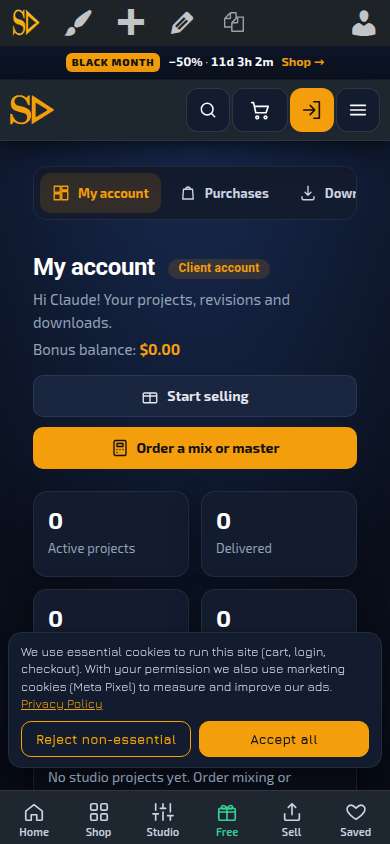 BLACK MONTH −50% · 11d 3h 2m Shop →
My account Purchases Down
My account Client account
Hi Claude! Your projects, revisions and
downloads.
Bonus balance: $0.00
Start selling
Order a mix or master
0 0
Active projects Delivered
0 0
We use essential cookies to run this site (cart, login,
checkout). With your permission we also use marketing
cookies (Meta Pixel) to measure and improve our ads.
Privacy Policy
Reject non-essential Accept all
No studio projects yet. Order mixing or
Home Shop Studio Free Sell Saved